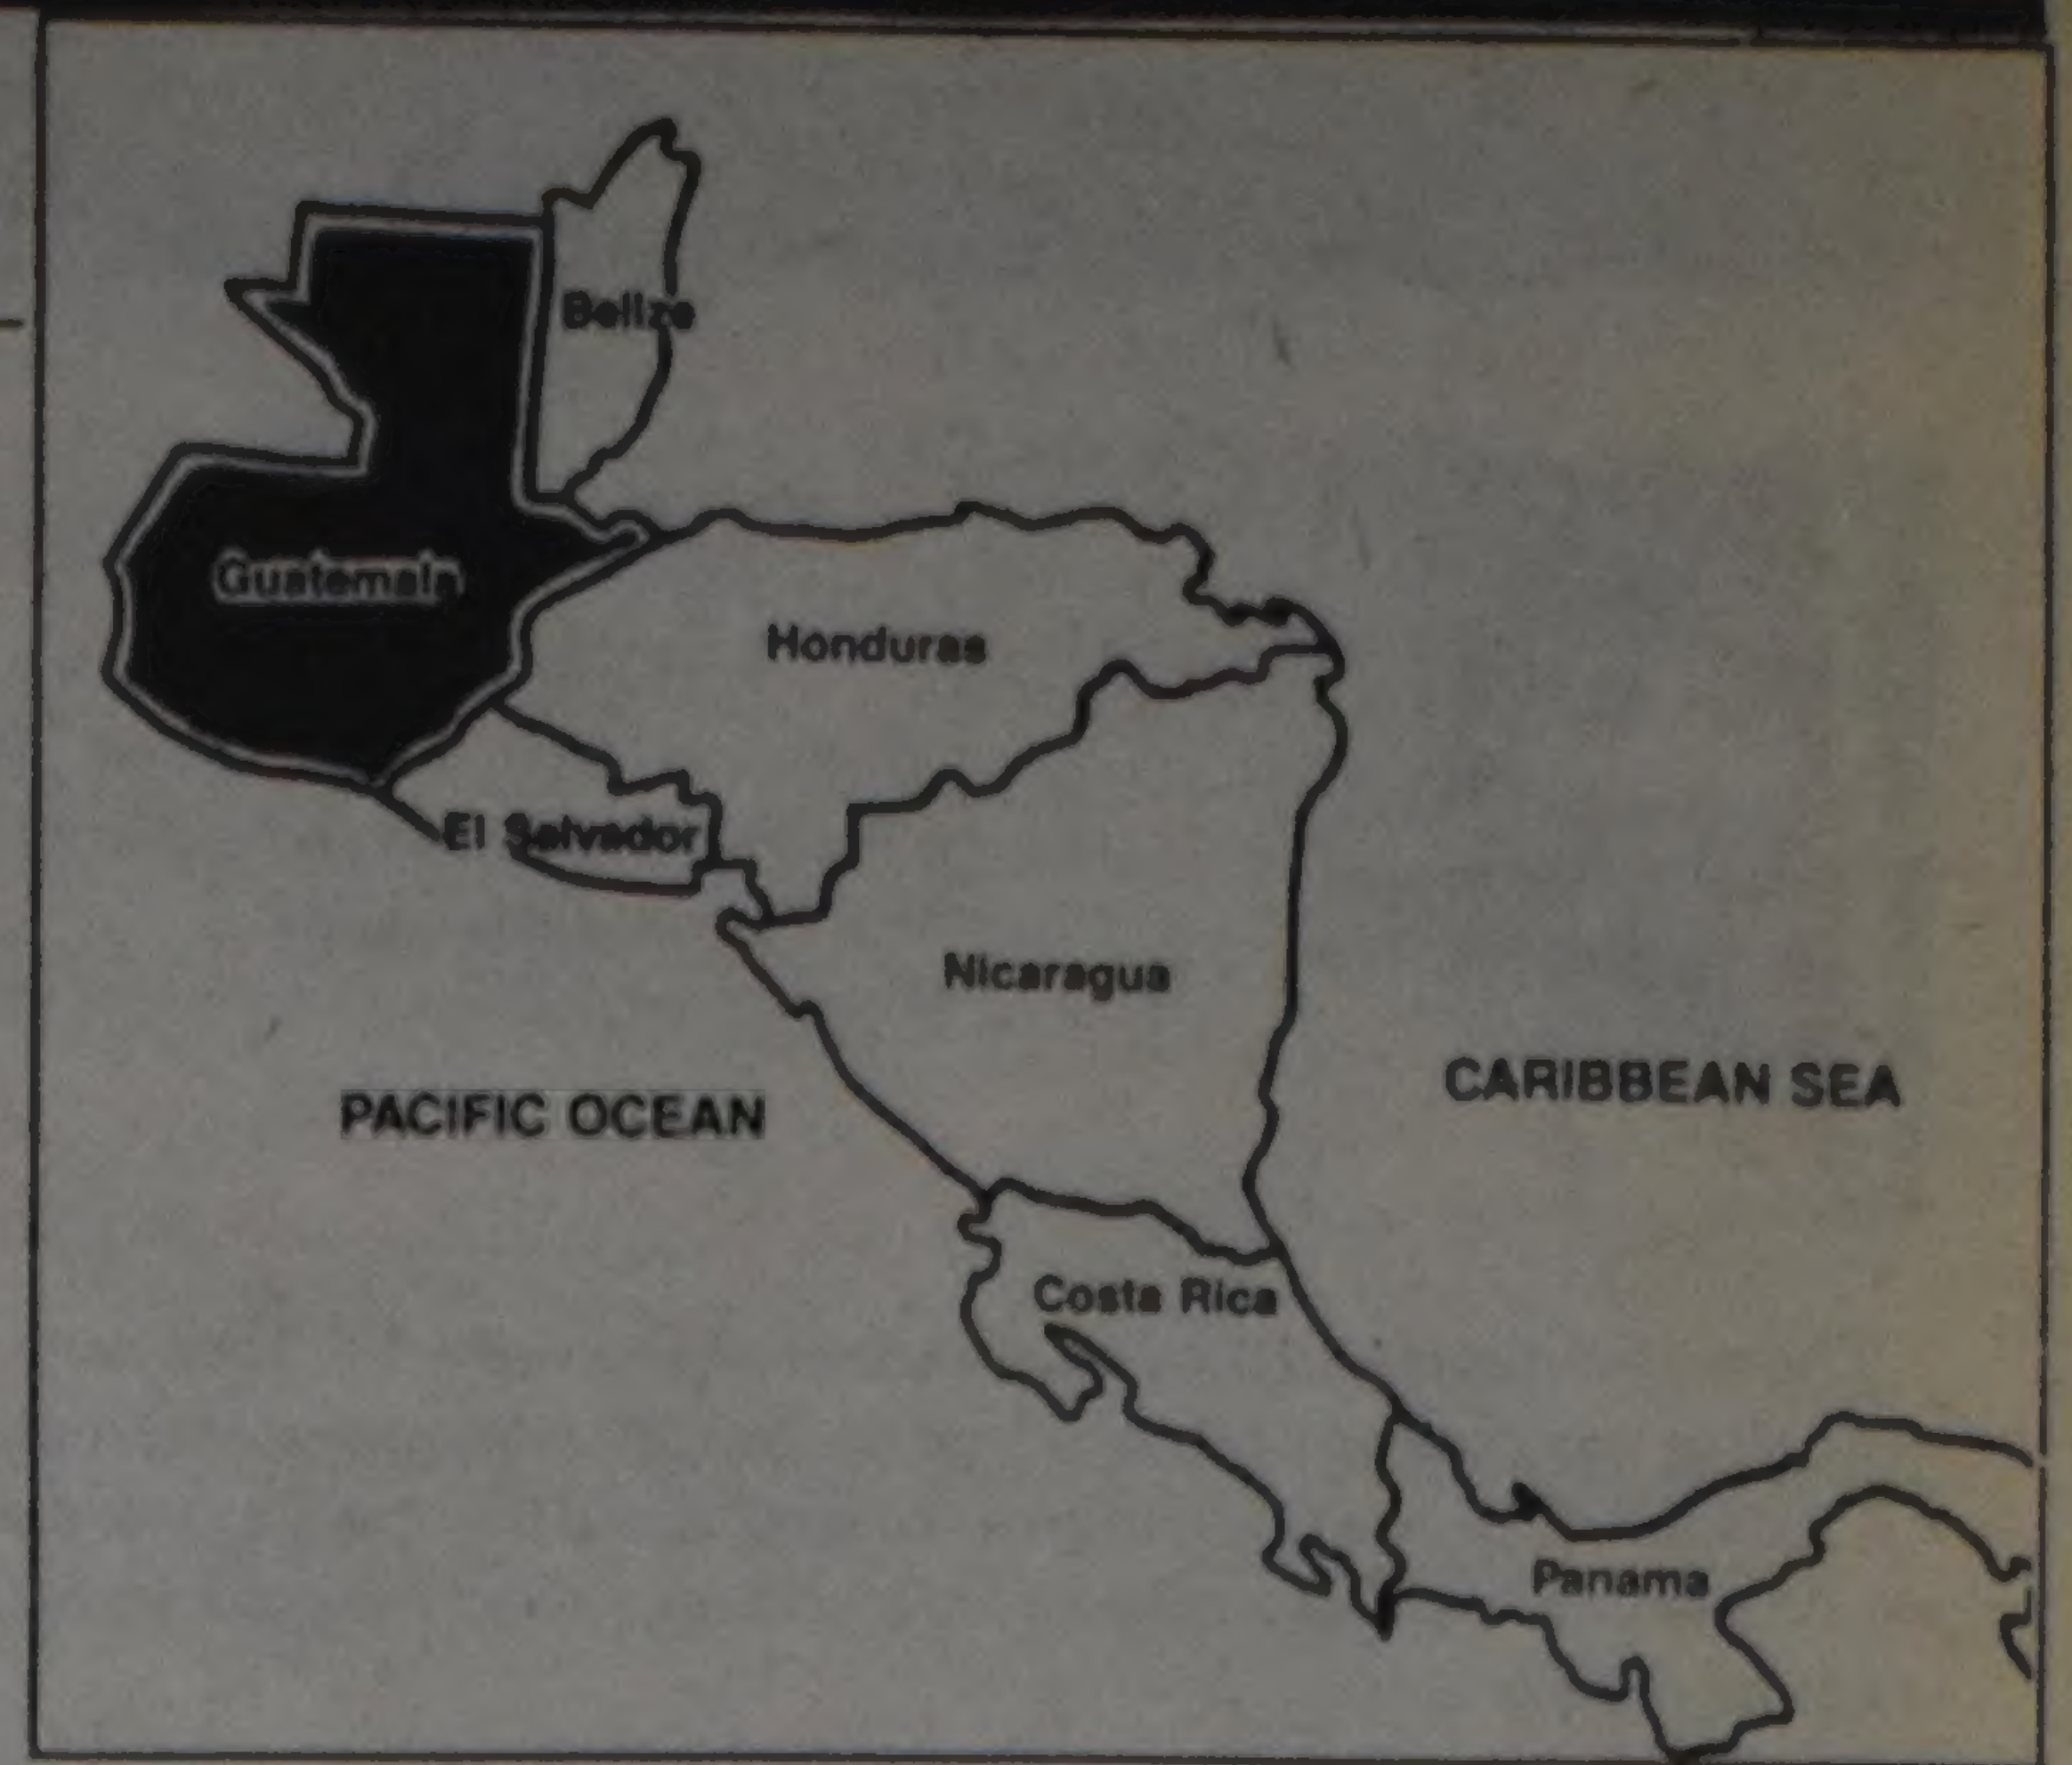 Belize
Guatemala
Honduras
El Salvador
Nicaragua
CARIBBEAN SEA
PACIFIC OCEAN
Costa Rica
Panama